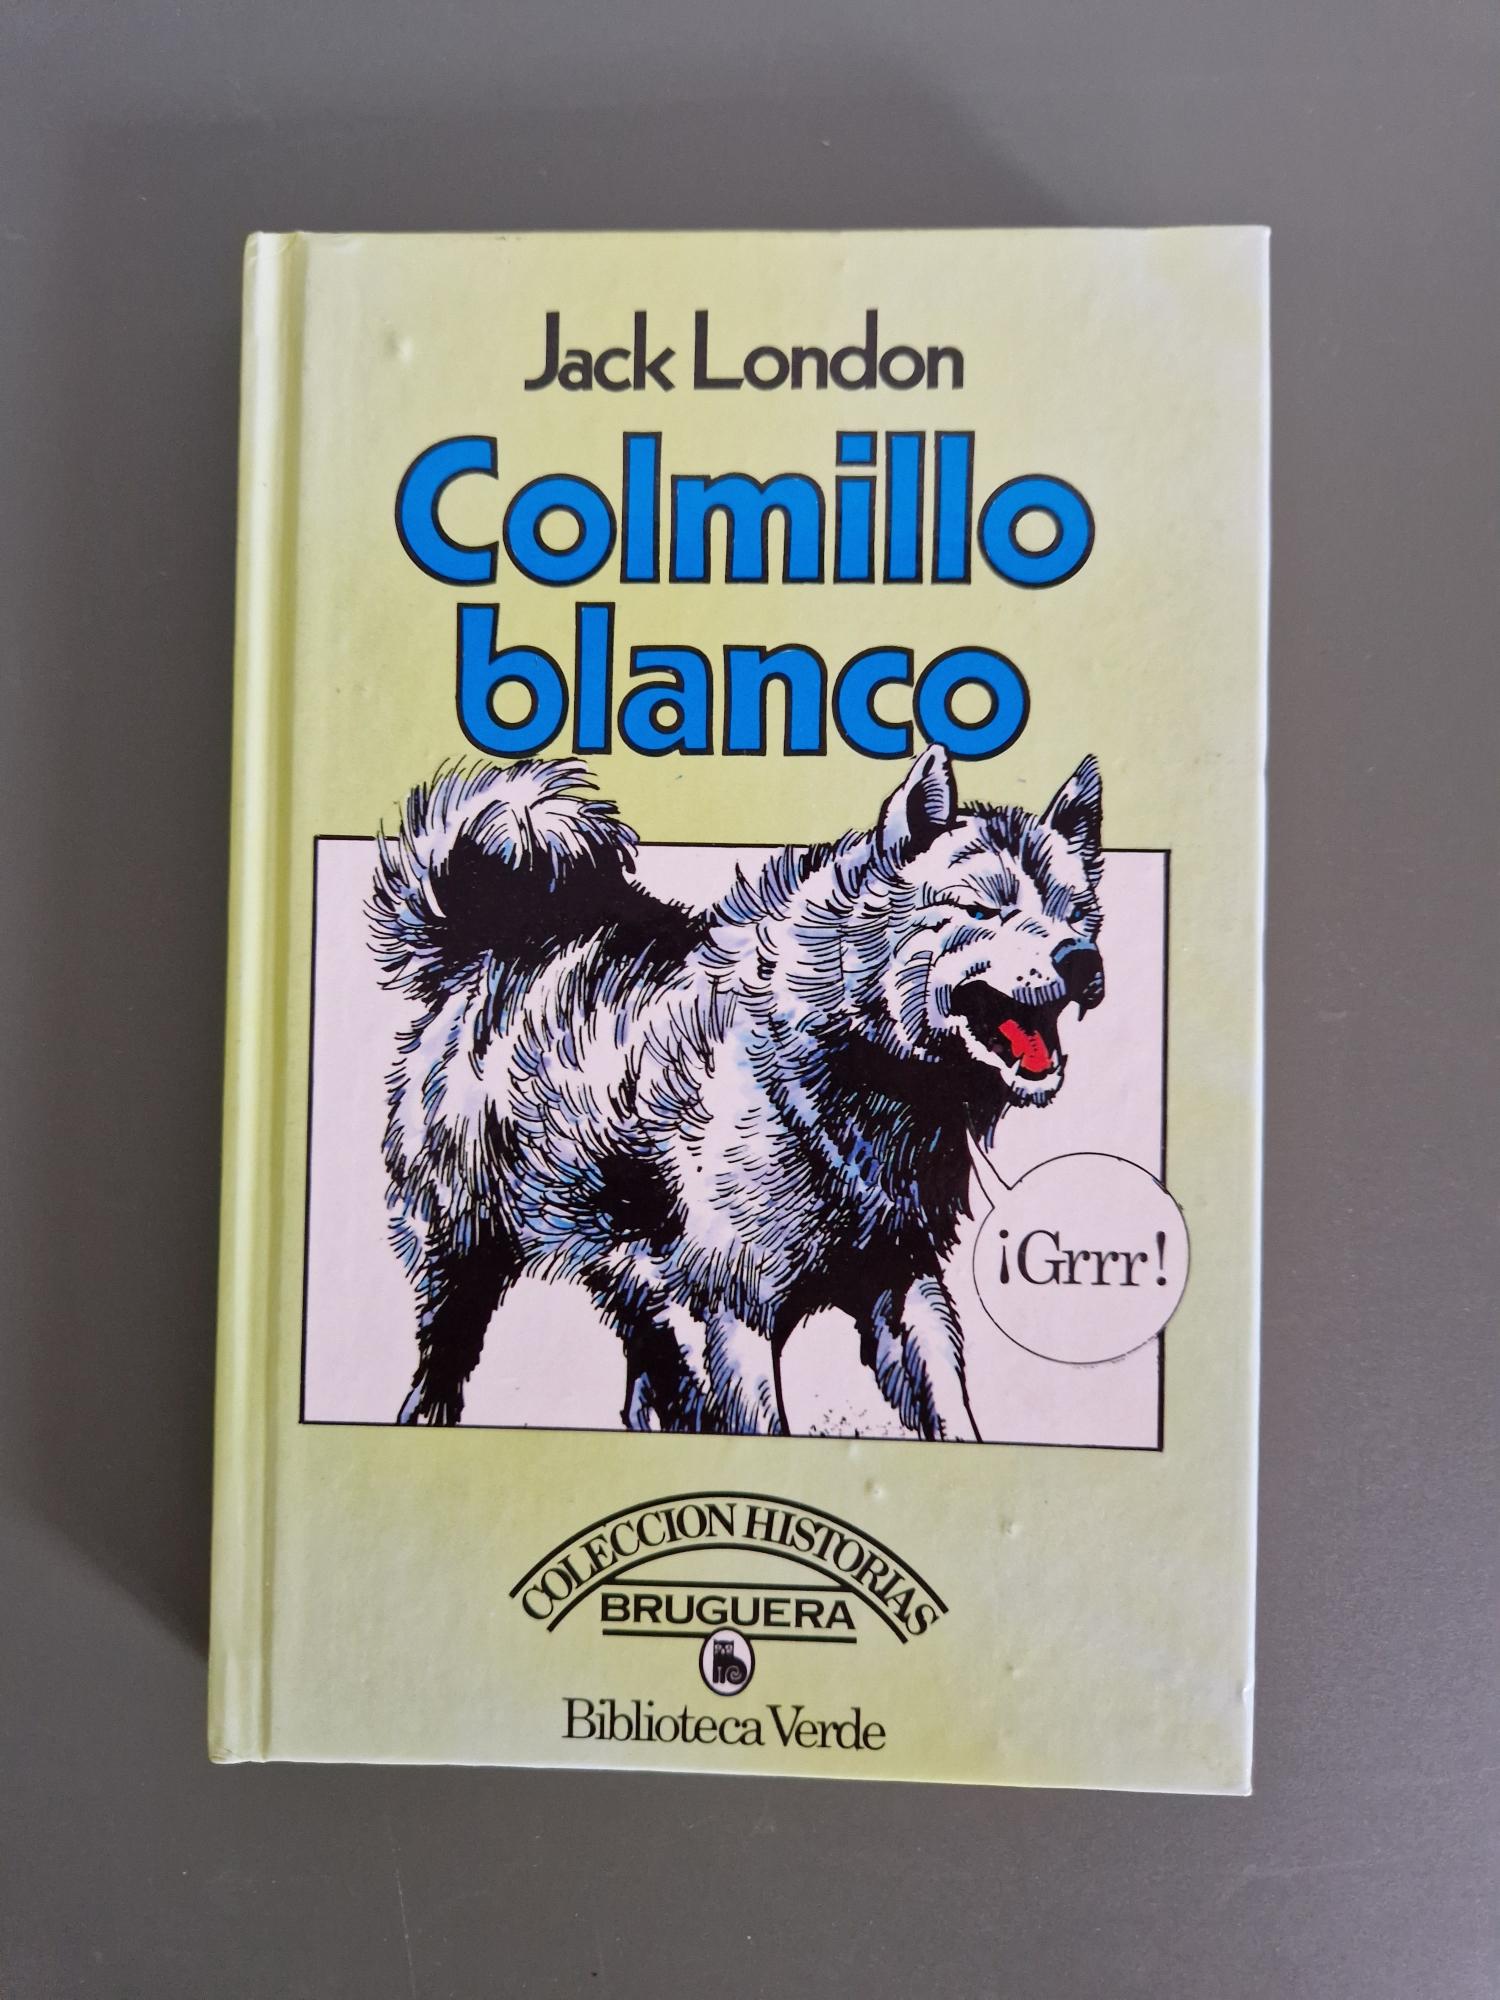 Jack London
Colmillo
blanco
¡Grrr!
COLECCION HISTORIAS
BRUGUERA
Biblioteca Verde